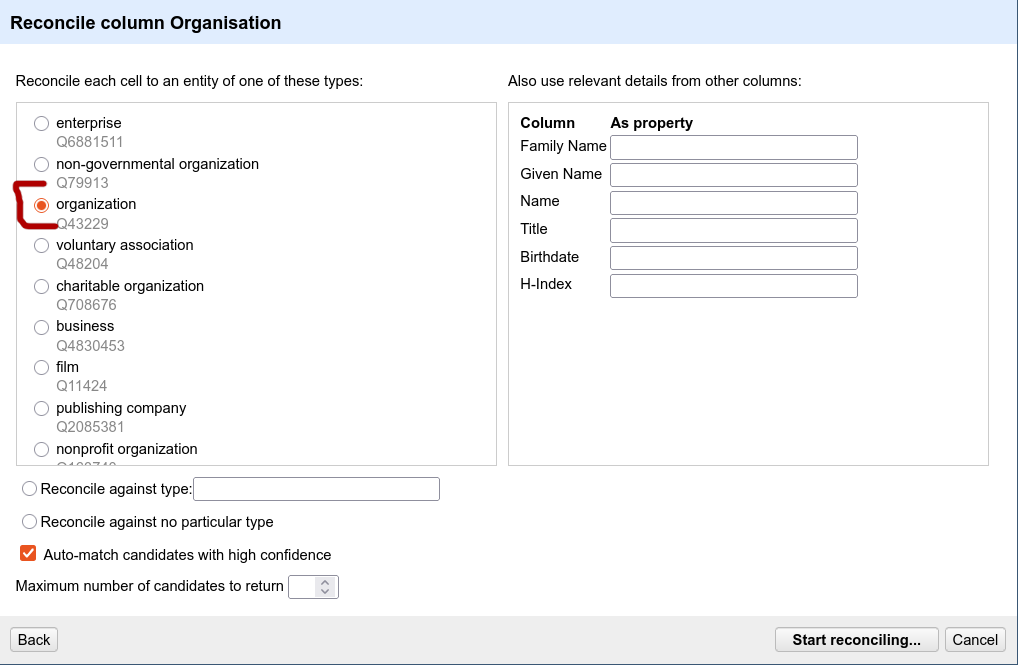 Reconcile column Organisation
Reconcile each cell to an entity of one of these types:
enterprise
Q6881511
non-governmental organization
Q79913
organization
Q43229
voluntary association
Q48204
charitable organization
Q708676
business
Q4830453
film
Q11424
publishing company
Q2085381
nonprofit organization
Also use relevant details from other columns:
Column As property
Family Name
Given Name
Name
Title
Birthdate
H-Index
Reconcile against type:
Reconcile against no particular type
Auto-match candidates with high confidence
Maximum number of candidates to return
Back
Start reconciling...
Cancel